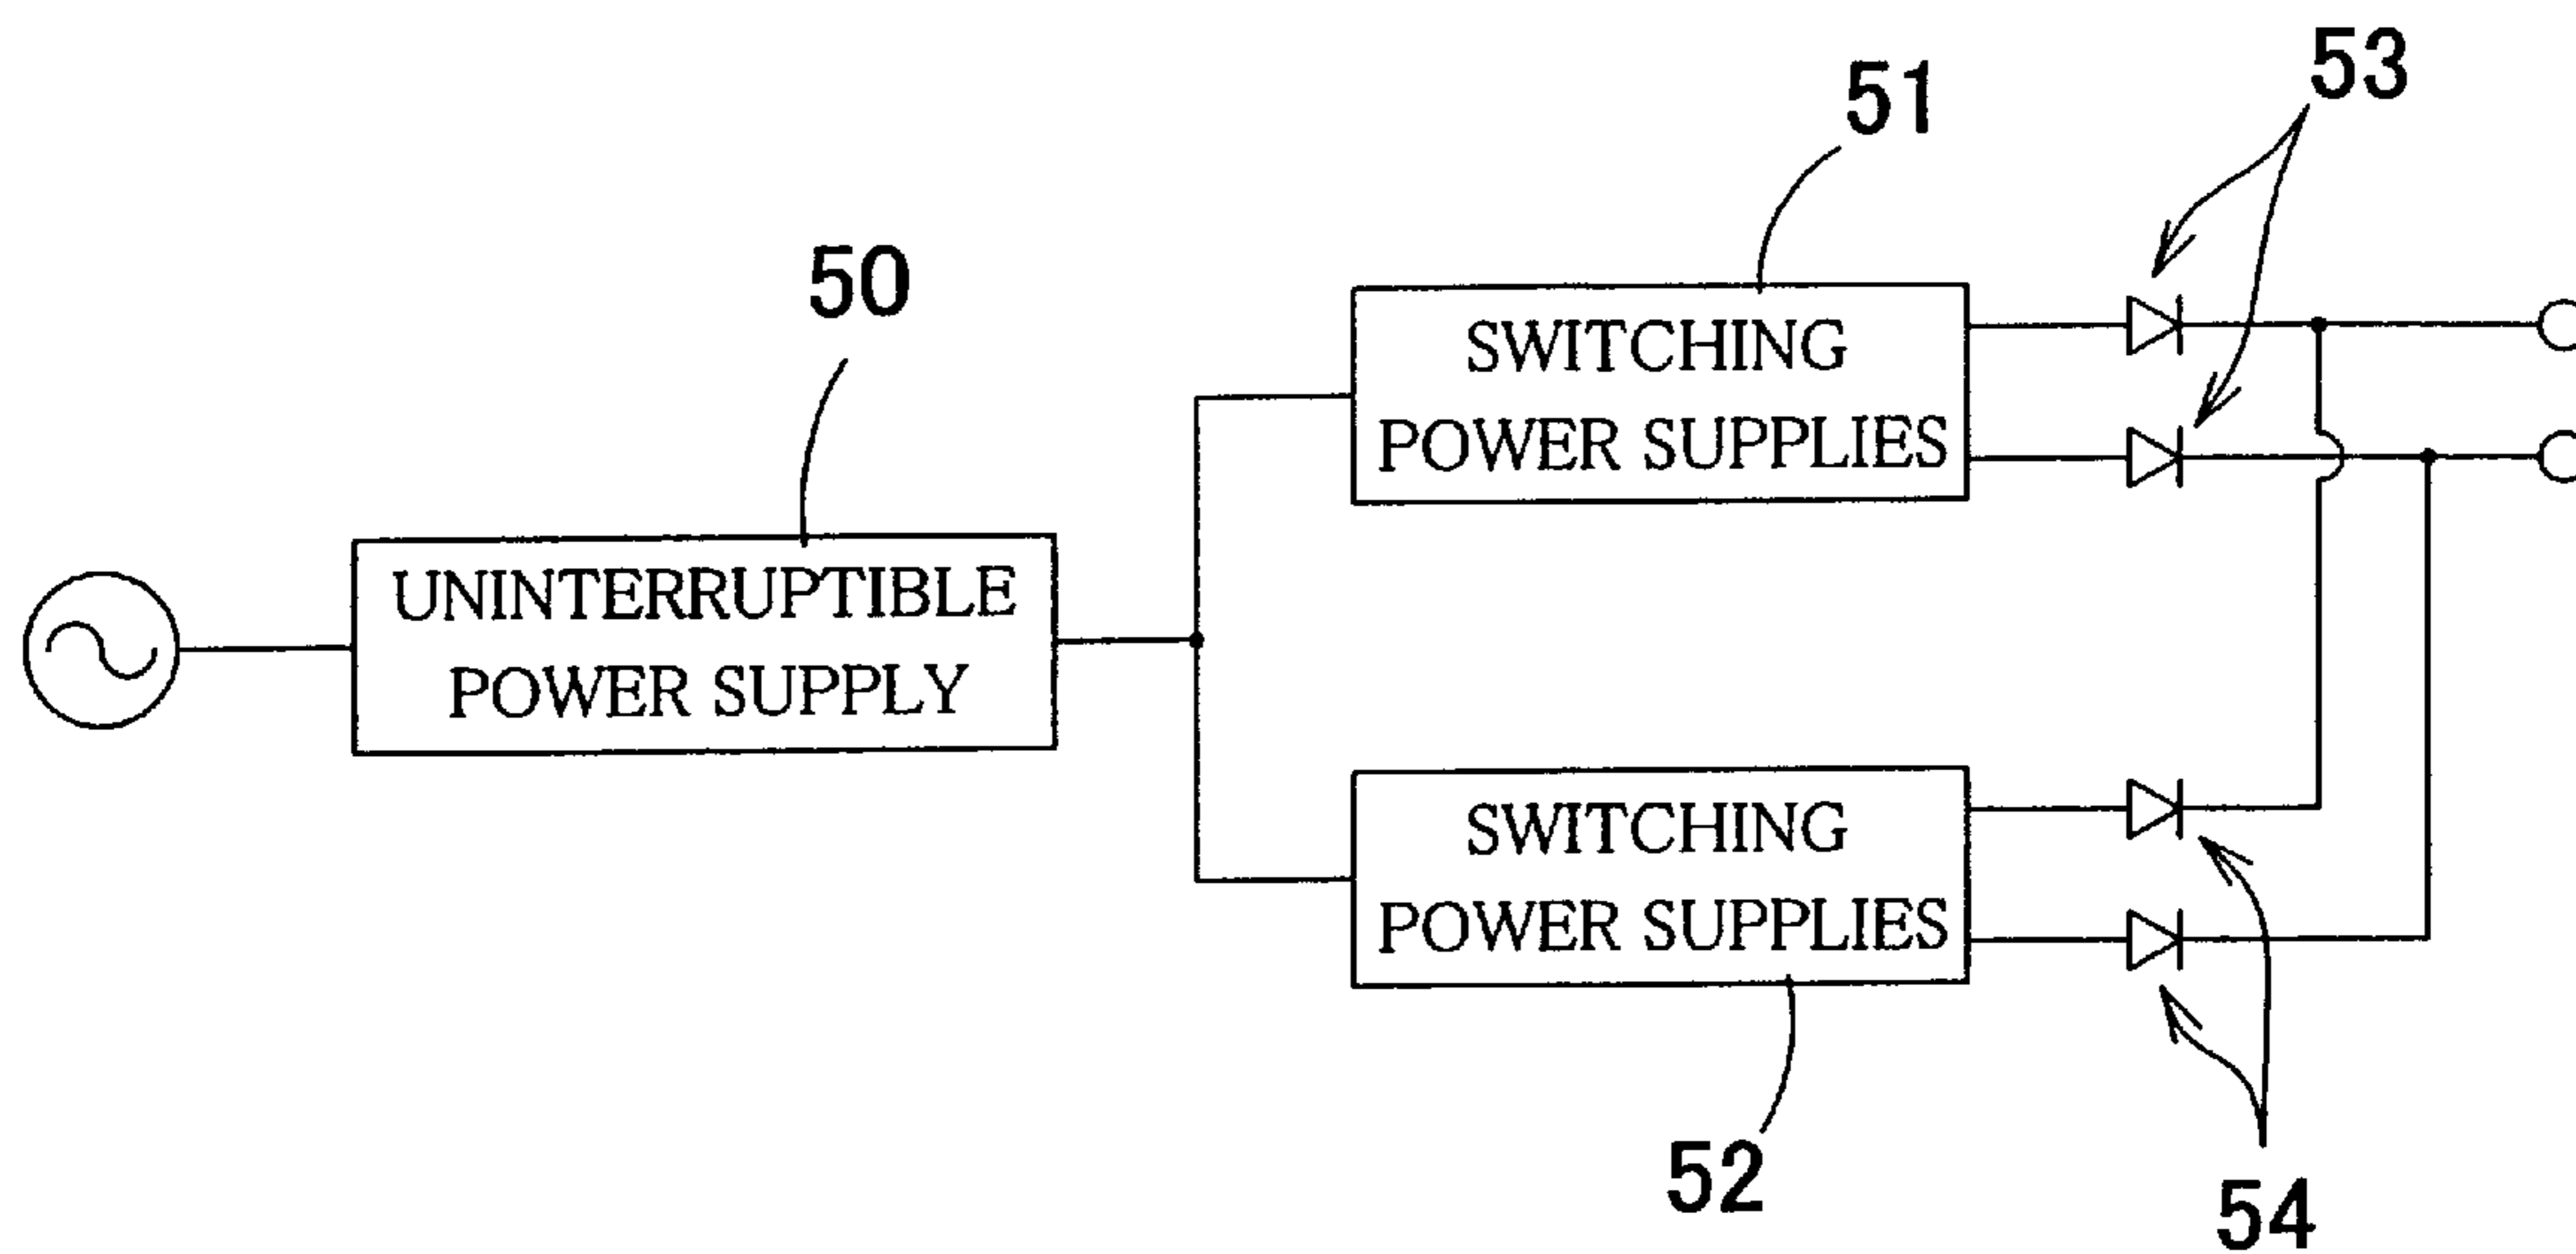 53
51
50
SWITCHING
POWER SUPPLIES
UNINTERRUPTIBLE
POWER SUPPLY
SWITCHING
POWER SUPPLIES
52
54